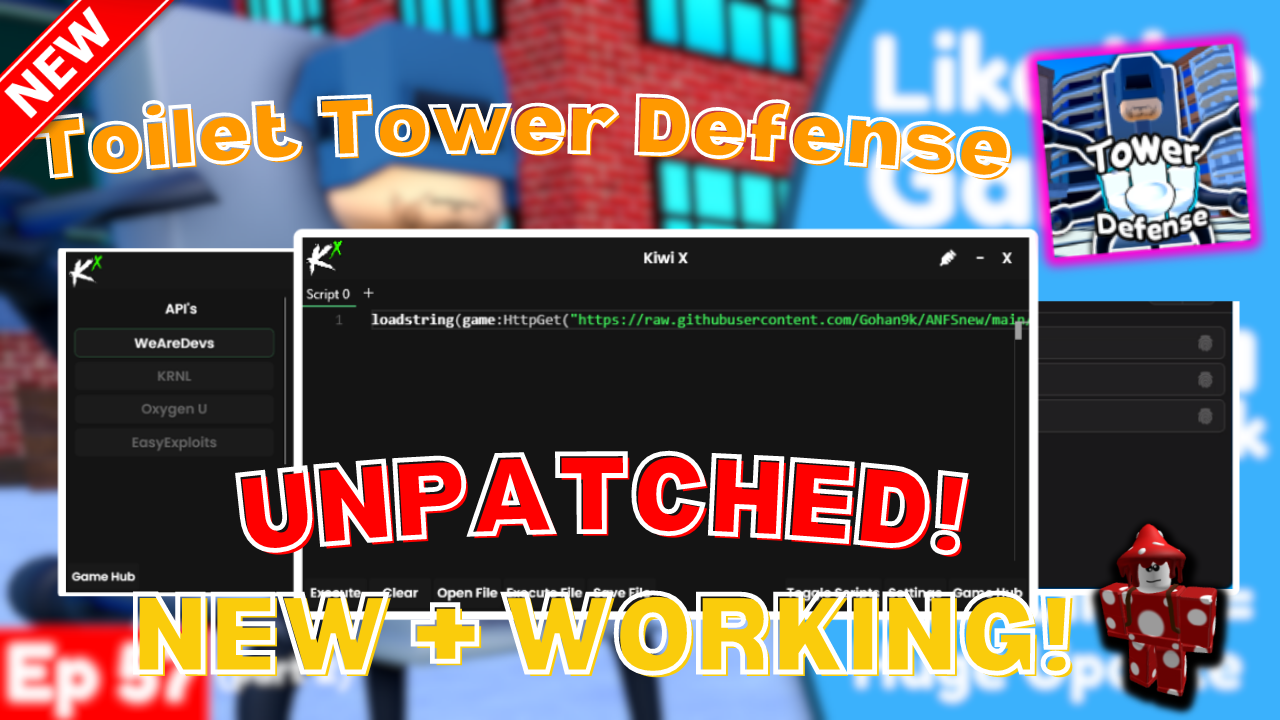 NEW
Toilet Tower Defense
Tower
Defense
Kiwi X
- X
Script 0 +
API's
1 loadstring(game:HttpGet("https://raw.githubusercontent.com/Gohan9k/ANFSnew/main/
WeAreDevs
KRNL
Oxygen U
EasyExploits
UNPATCHED!
Game Hub
Execute Clear Open File Execute File Save File Toggle Scripts Settings Game Hub
NEW + WORKING!
Ep 57